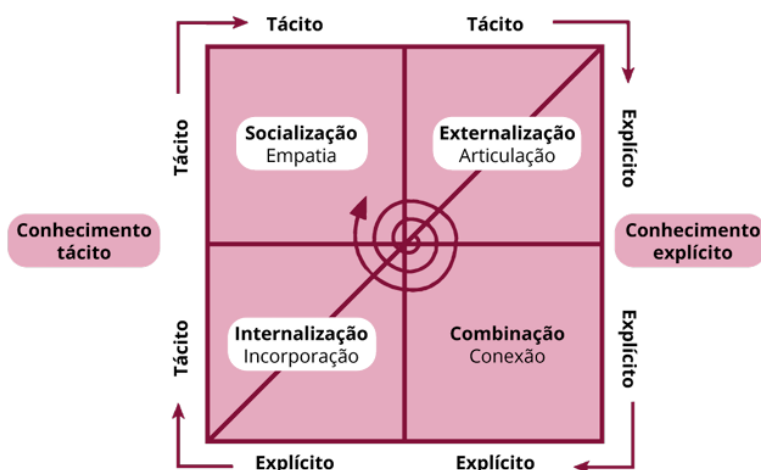 Tácito
Tácito
Tácito
Explícito
Socialização
Empatia
Externalização
Articulação
Conhecimento
tácito
Conhecimento
explícito
Tácito
Explícito
Internalização
Incorporação
Combinação
Conexão
Explícito
Explícito